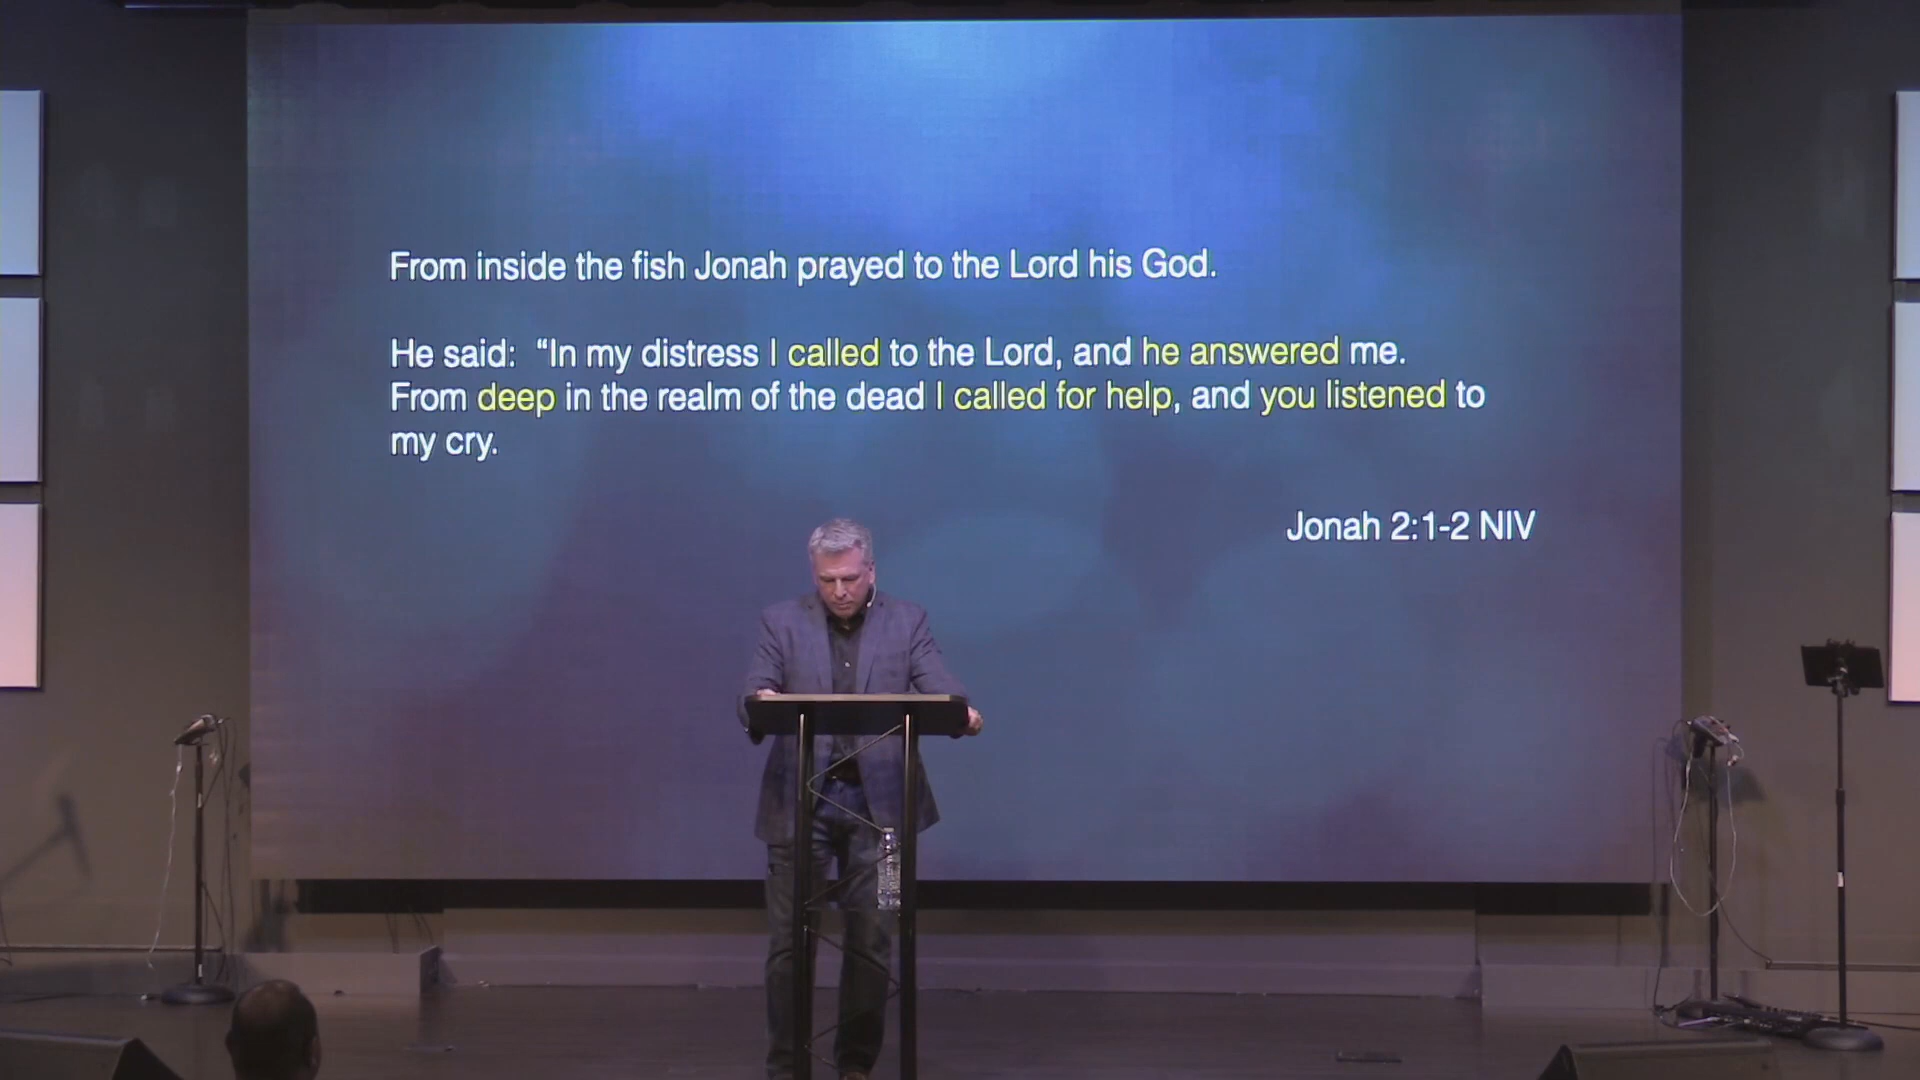 From inside the fish Jonah prayed to the Lord his God.
He said:  “In my distress I called to the Lord, and he answered me.
From deep in the realm of the dead I called for help, and you listened to
my cry.
Jonah 2:1-2 NIV